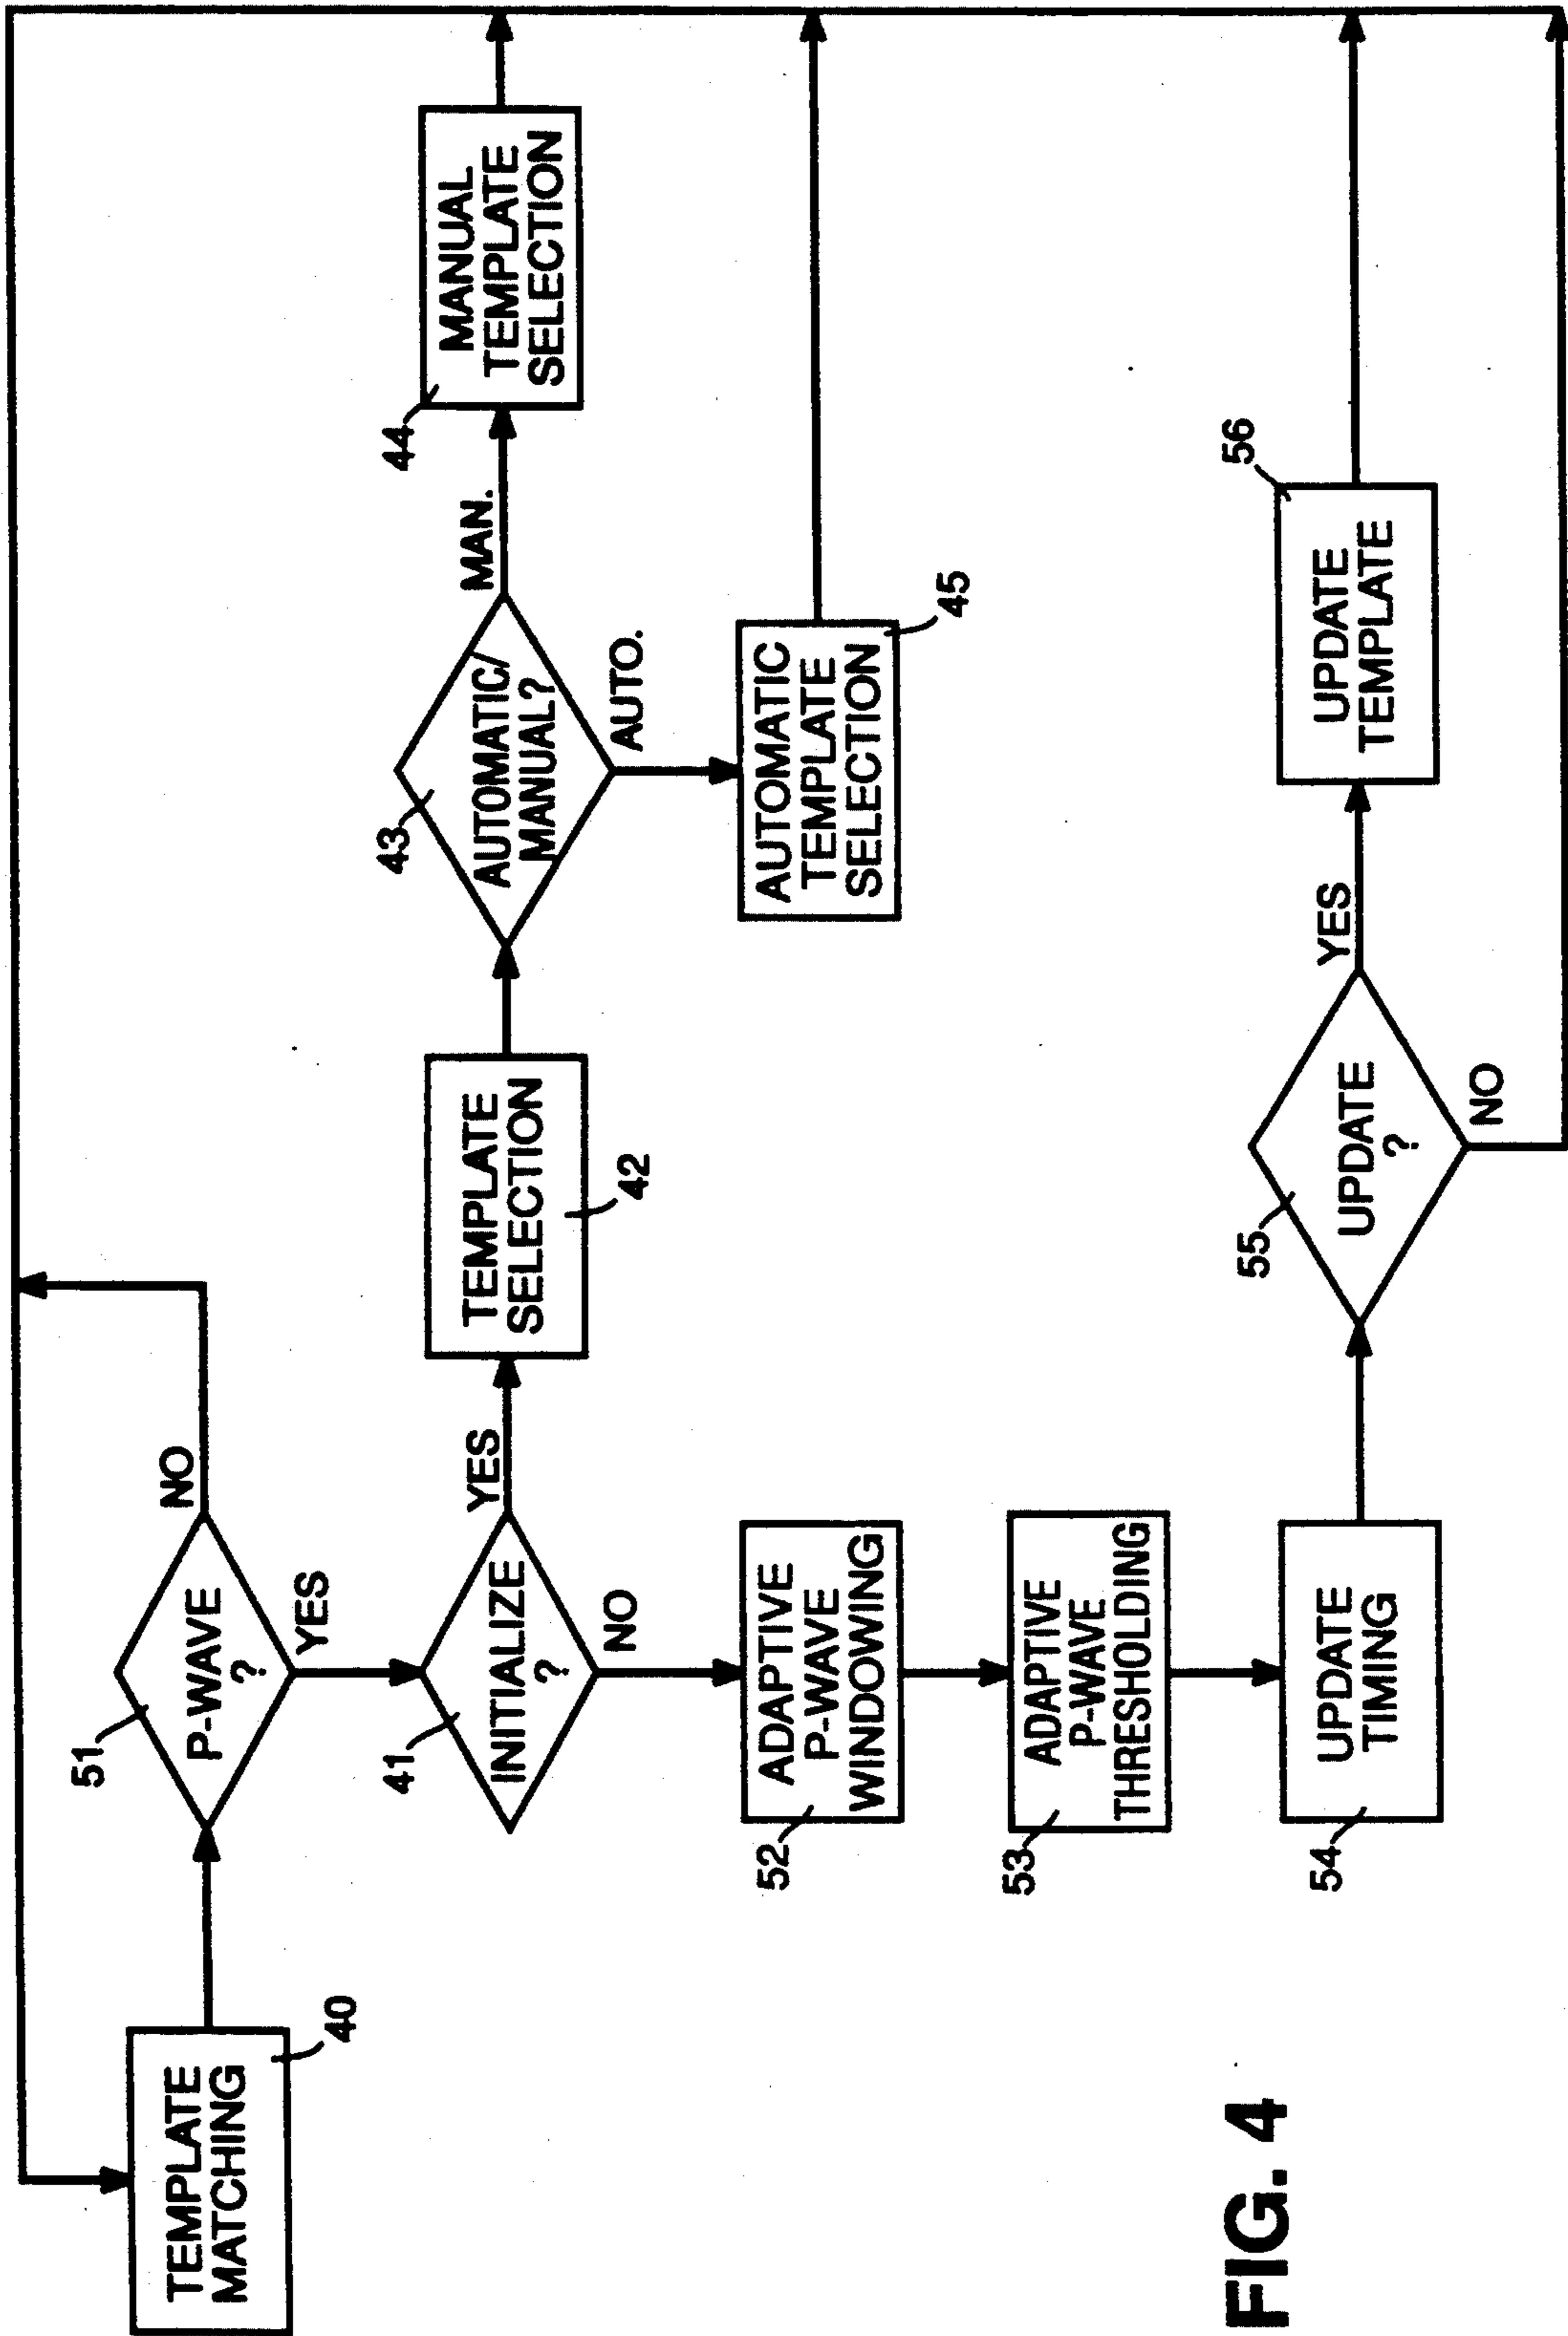 TEMPLATE
MATCHING
40
51
P-WAVE
?
NO
YES
41
INITIALIZE
?
YES
NO
TEMPLATE
SELECTION
42
43
AUTOMATIC/
MANUAL?
MAN.
AUTO.
44
MANUAL
TEMPLATE
SELECTION
AUTOMATIC
TEMPLATE
SELECTION
45
52
ADAPTIVE
P-WAVE
WINDOWING
53
ADAPTIVE
P-WAVE
THRESHOLDING
54
UPDATE
TIMING
55
UPDATE
?
YES
NO
56
UPDATE
TEMPLATE
FIG. 4